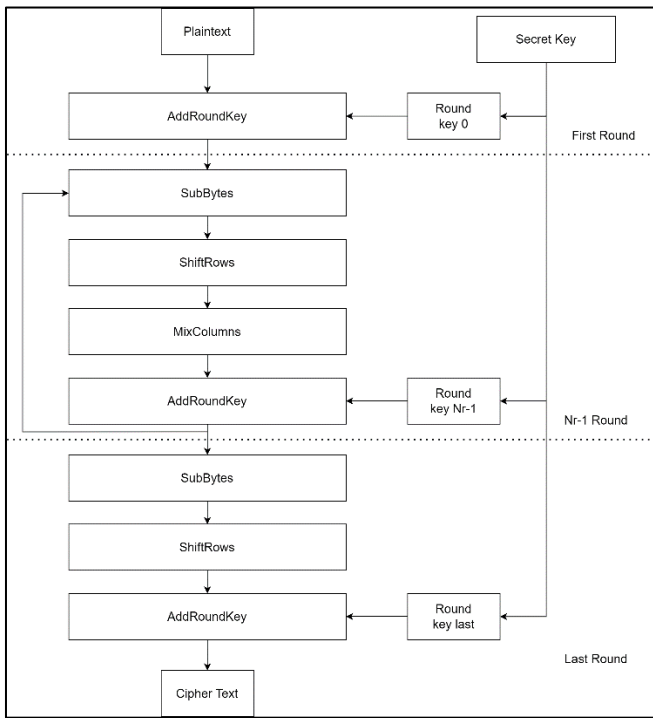 Plaintext
Secret Key
AddRoundKey
Round
key 0
First Round
SubBytes
ShiftRows
MixColumns
AddRoundKey
Round
key Nr-1
Nr-1 Round
SubBytes
ShiftRows
AddRoundKey
Round
key last
Last Round
Cipher Text